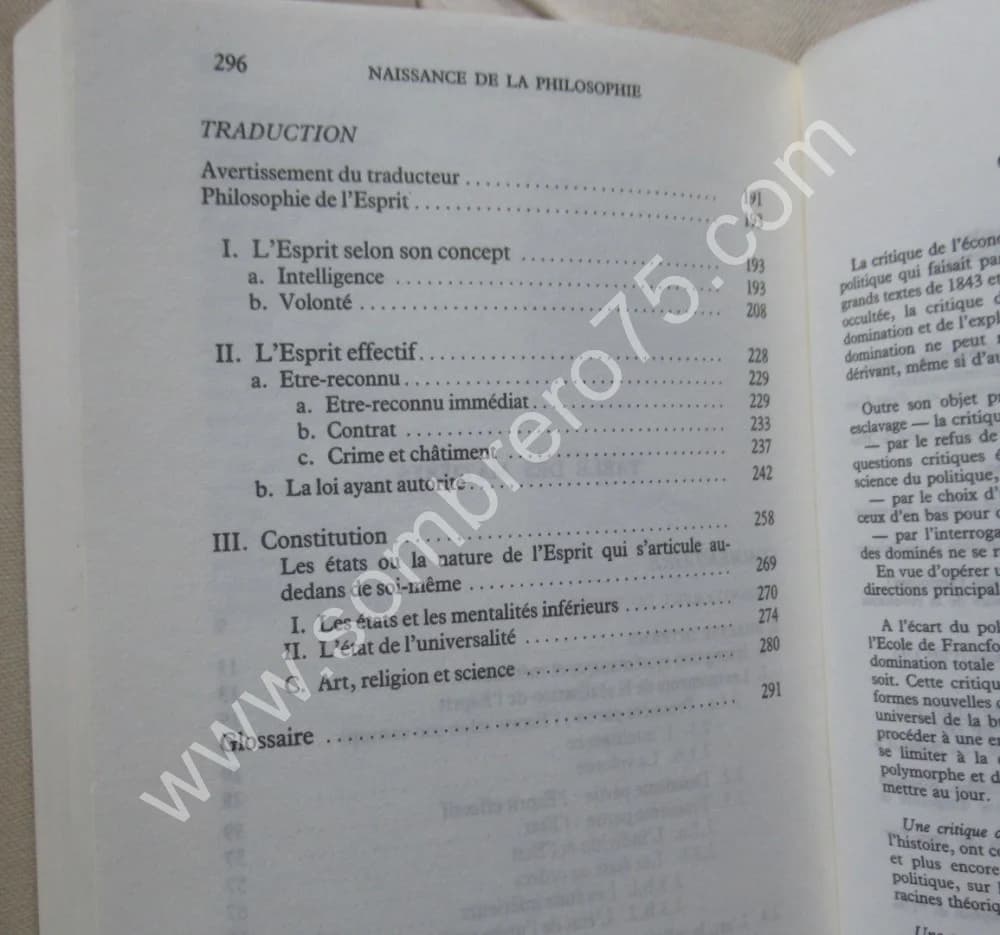 296
NAISSANCE DE LA PHILOSOPHIE
TRADUCTION
Avertissement du traducteur 191
Philosophie de l'Esprit 193
I. L'Esprit selon son concept 193
a. Intelligence 193
b. Volonté 208
II. L'Esprit effectif 228
a. Etre-reconnu 229
a. Etre-reconnu immédiat 229
b. Contrat 233
c. Crime et châtiment 237
b. La loi ayant autorité 242
III. Constitution 258
Les états ou la nature de l'Esprit qui s'articule au-
dedans de soi-même 269
I. Les états et les mentalités inférieurs 270
II. L'état de l'universalité 274
C. Art, religion et science 280
Glossaire 291
www.sombrero75.com
La critique de l'écono
politique qui faisait pa
grands textes de 1843 et
occultée, la critique
domination et de l'expl
domination ne peut
dérivant, même si d'au
Outre son objet pr
esclavage — la critiqu
— par le refus de
questions critiques
science du politique,
— par le choix d'
ceux d'en bas pour
— par l'interroga
des dominés ne se
En vue d'opérer
directions principal
A l'écart du pol
l'Ecole de Francfo
domination totale
soit. Cette critiqu
formes nouvelles
universel de la
procéder à une
se limiter à la
polymorphe et d
mettre au jour.
Une critique
l'histoire, ont
et plus encore
politique, sur
racines théoriq